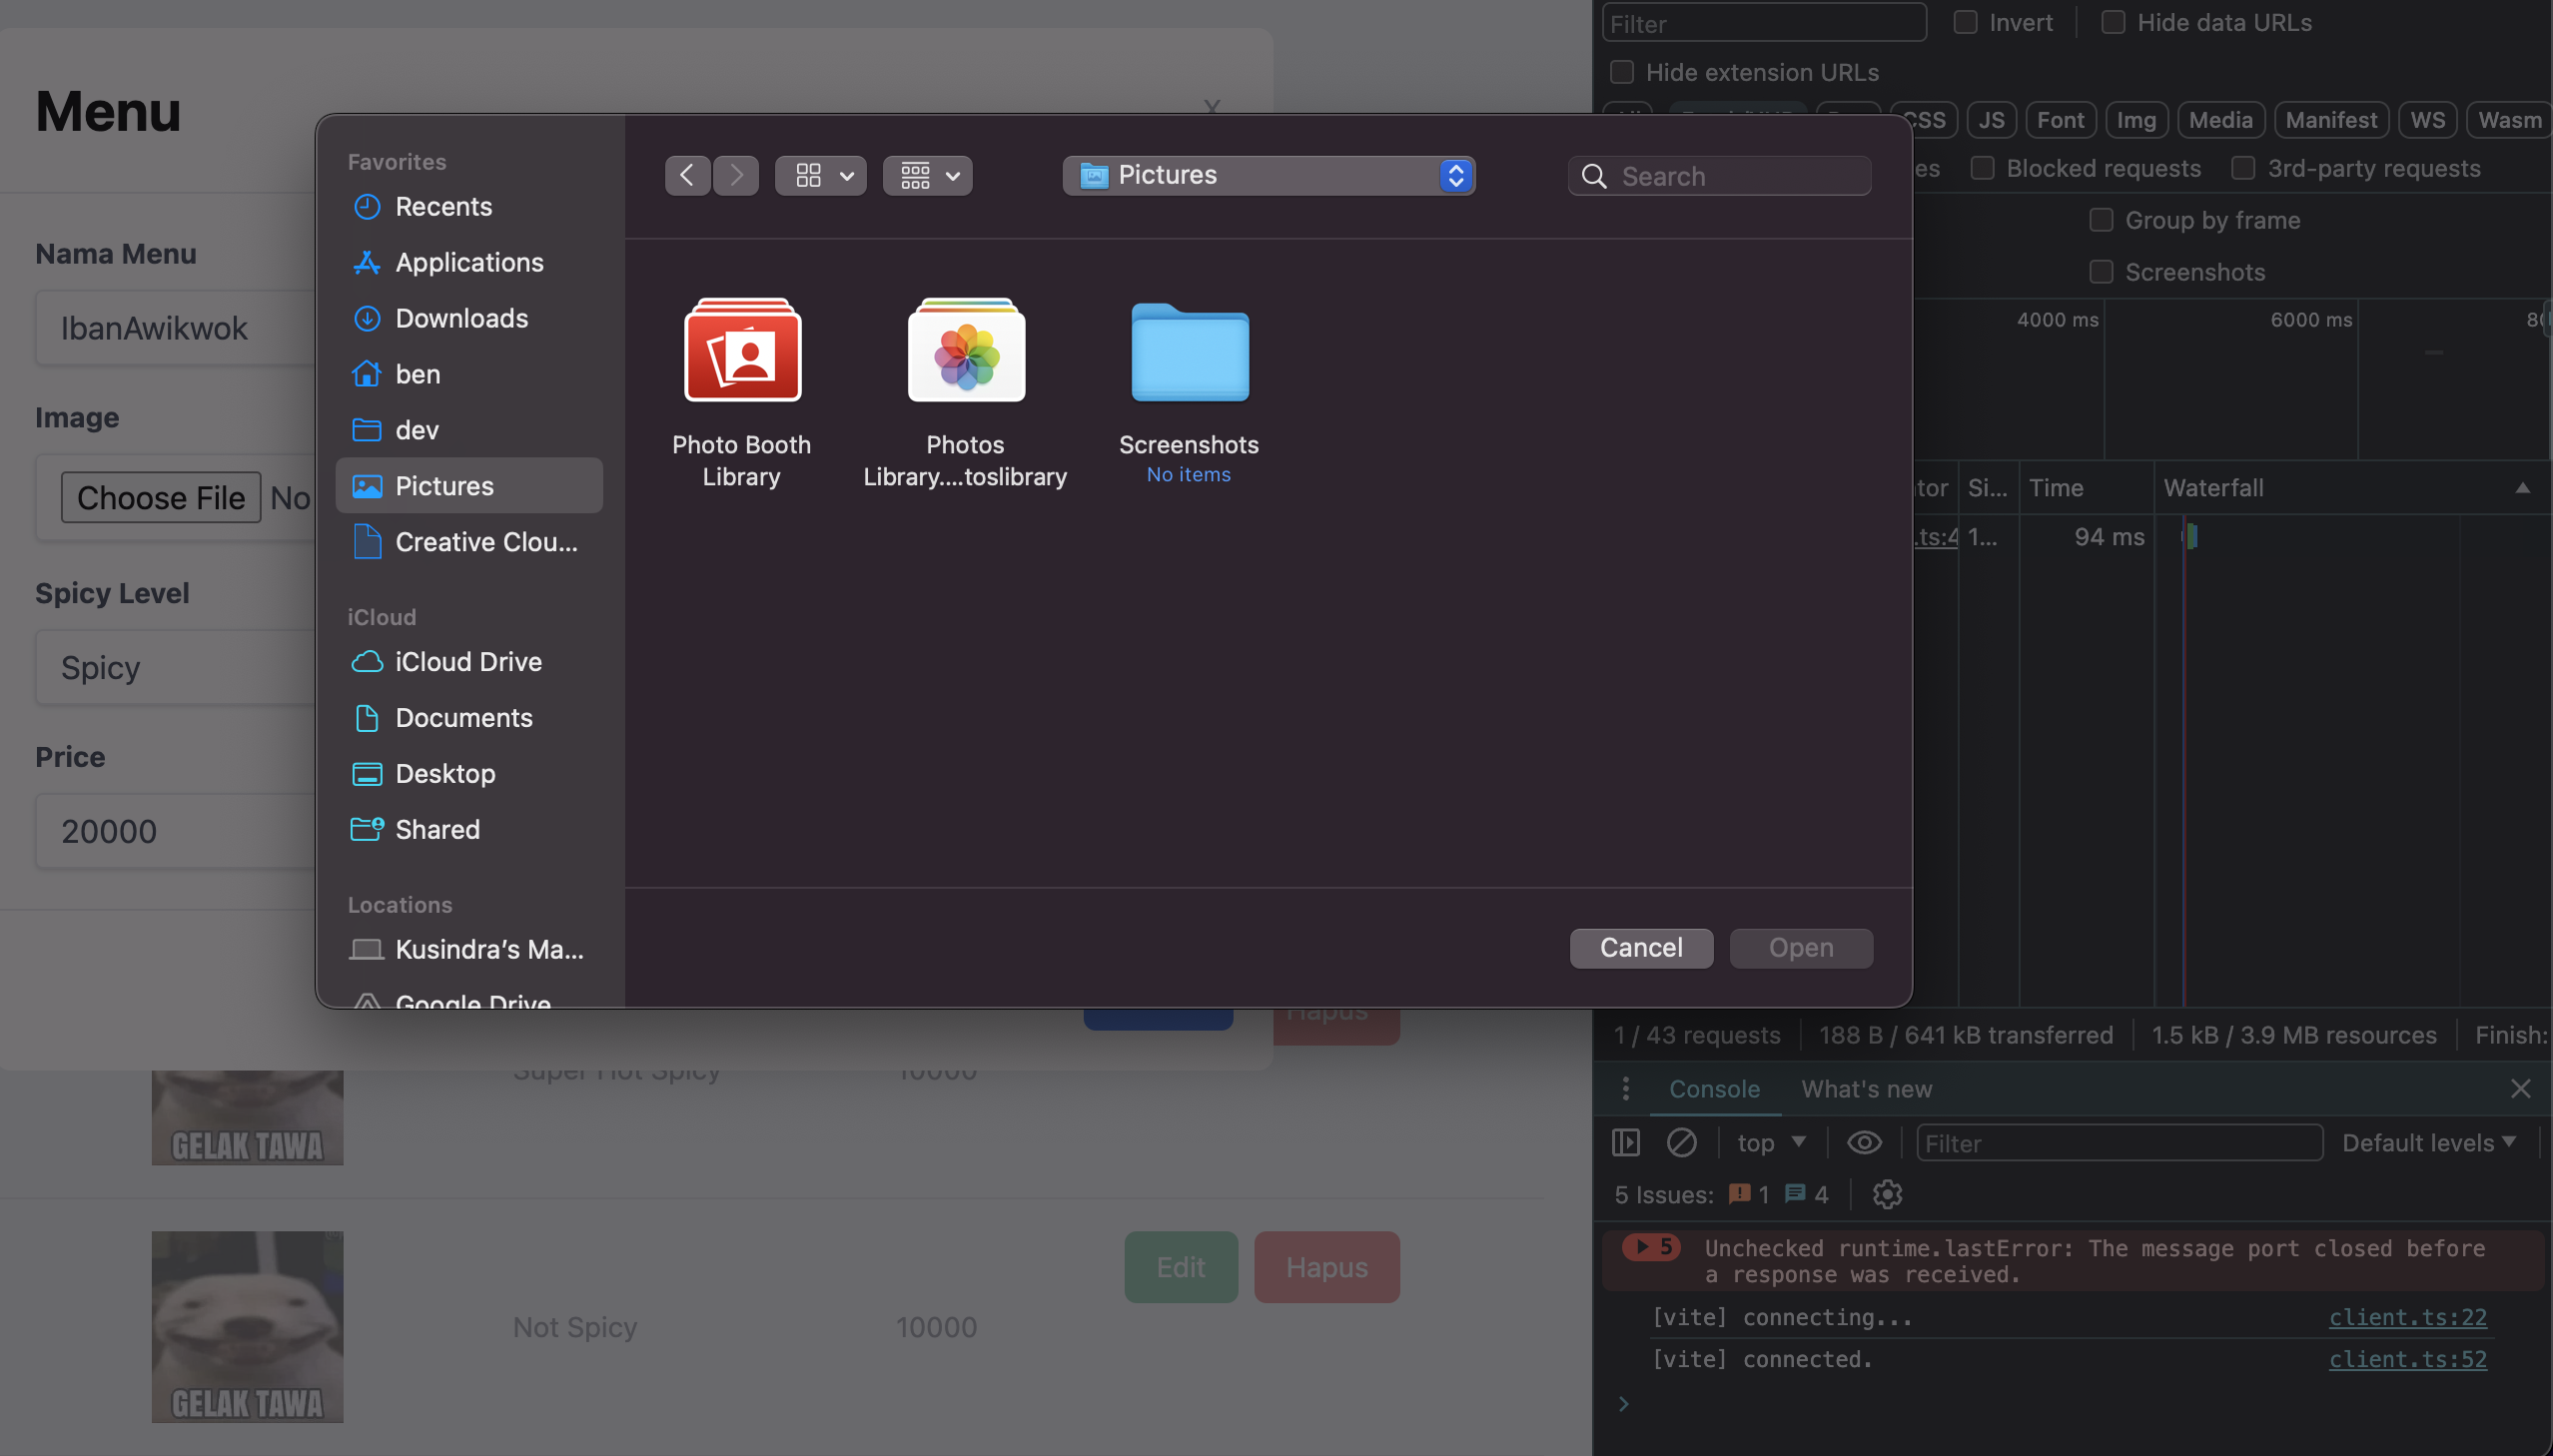 Menu
X
Nama Menu
IbanAwikwok
Image
Choose File No
Spicy Level
Spicy
Price
20000
Favorites
Recents
Applications
Downloads
ben
dev
Pictures
Creative Clou...
iCloud
iCloud Drive
Documents
Desktop
Shared
Locations
Kusindra’s Ma...
Google Drive
Pictures
Search
Photo Booth
Library
Photos
Library....toslibrary
Screenshots
No items
Cancel
Open
Hapus
Super Hot Spicy
10000
GELAK TAWA
Edit
Hapus
Not Spicy
10000
GELAK TAWA
Filter
Invert
Hide data URLs
Hide extension URLs
CSS
JS
Font
Img
Media
Manifest
WS
Wasm
es
Blocked requests
3rd-party requests
Group by frame
Screenshots
4000 ms
6000 ms
80
tor
Si...
Time
Waterfall
.ts:4
1...
94 ms
1 / 43 requests
188 B / 641 kB transferred
1.5 kB / 3.9 MB resources
Finish:
Console
What's new
top
Filter
Default levels
5 Issues:
1
4
5
Unchecked runtime.lastError: The message port closed before
a response was received.
[vite] connecting...
client.ts:22
[vite] connected.
client.ts:52